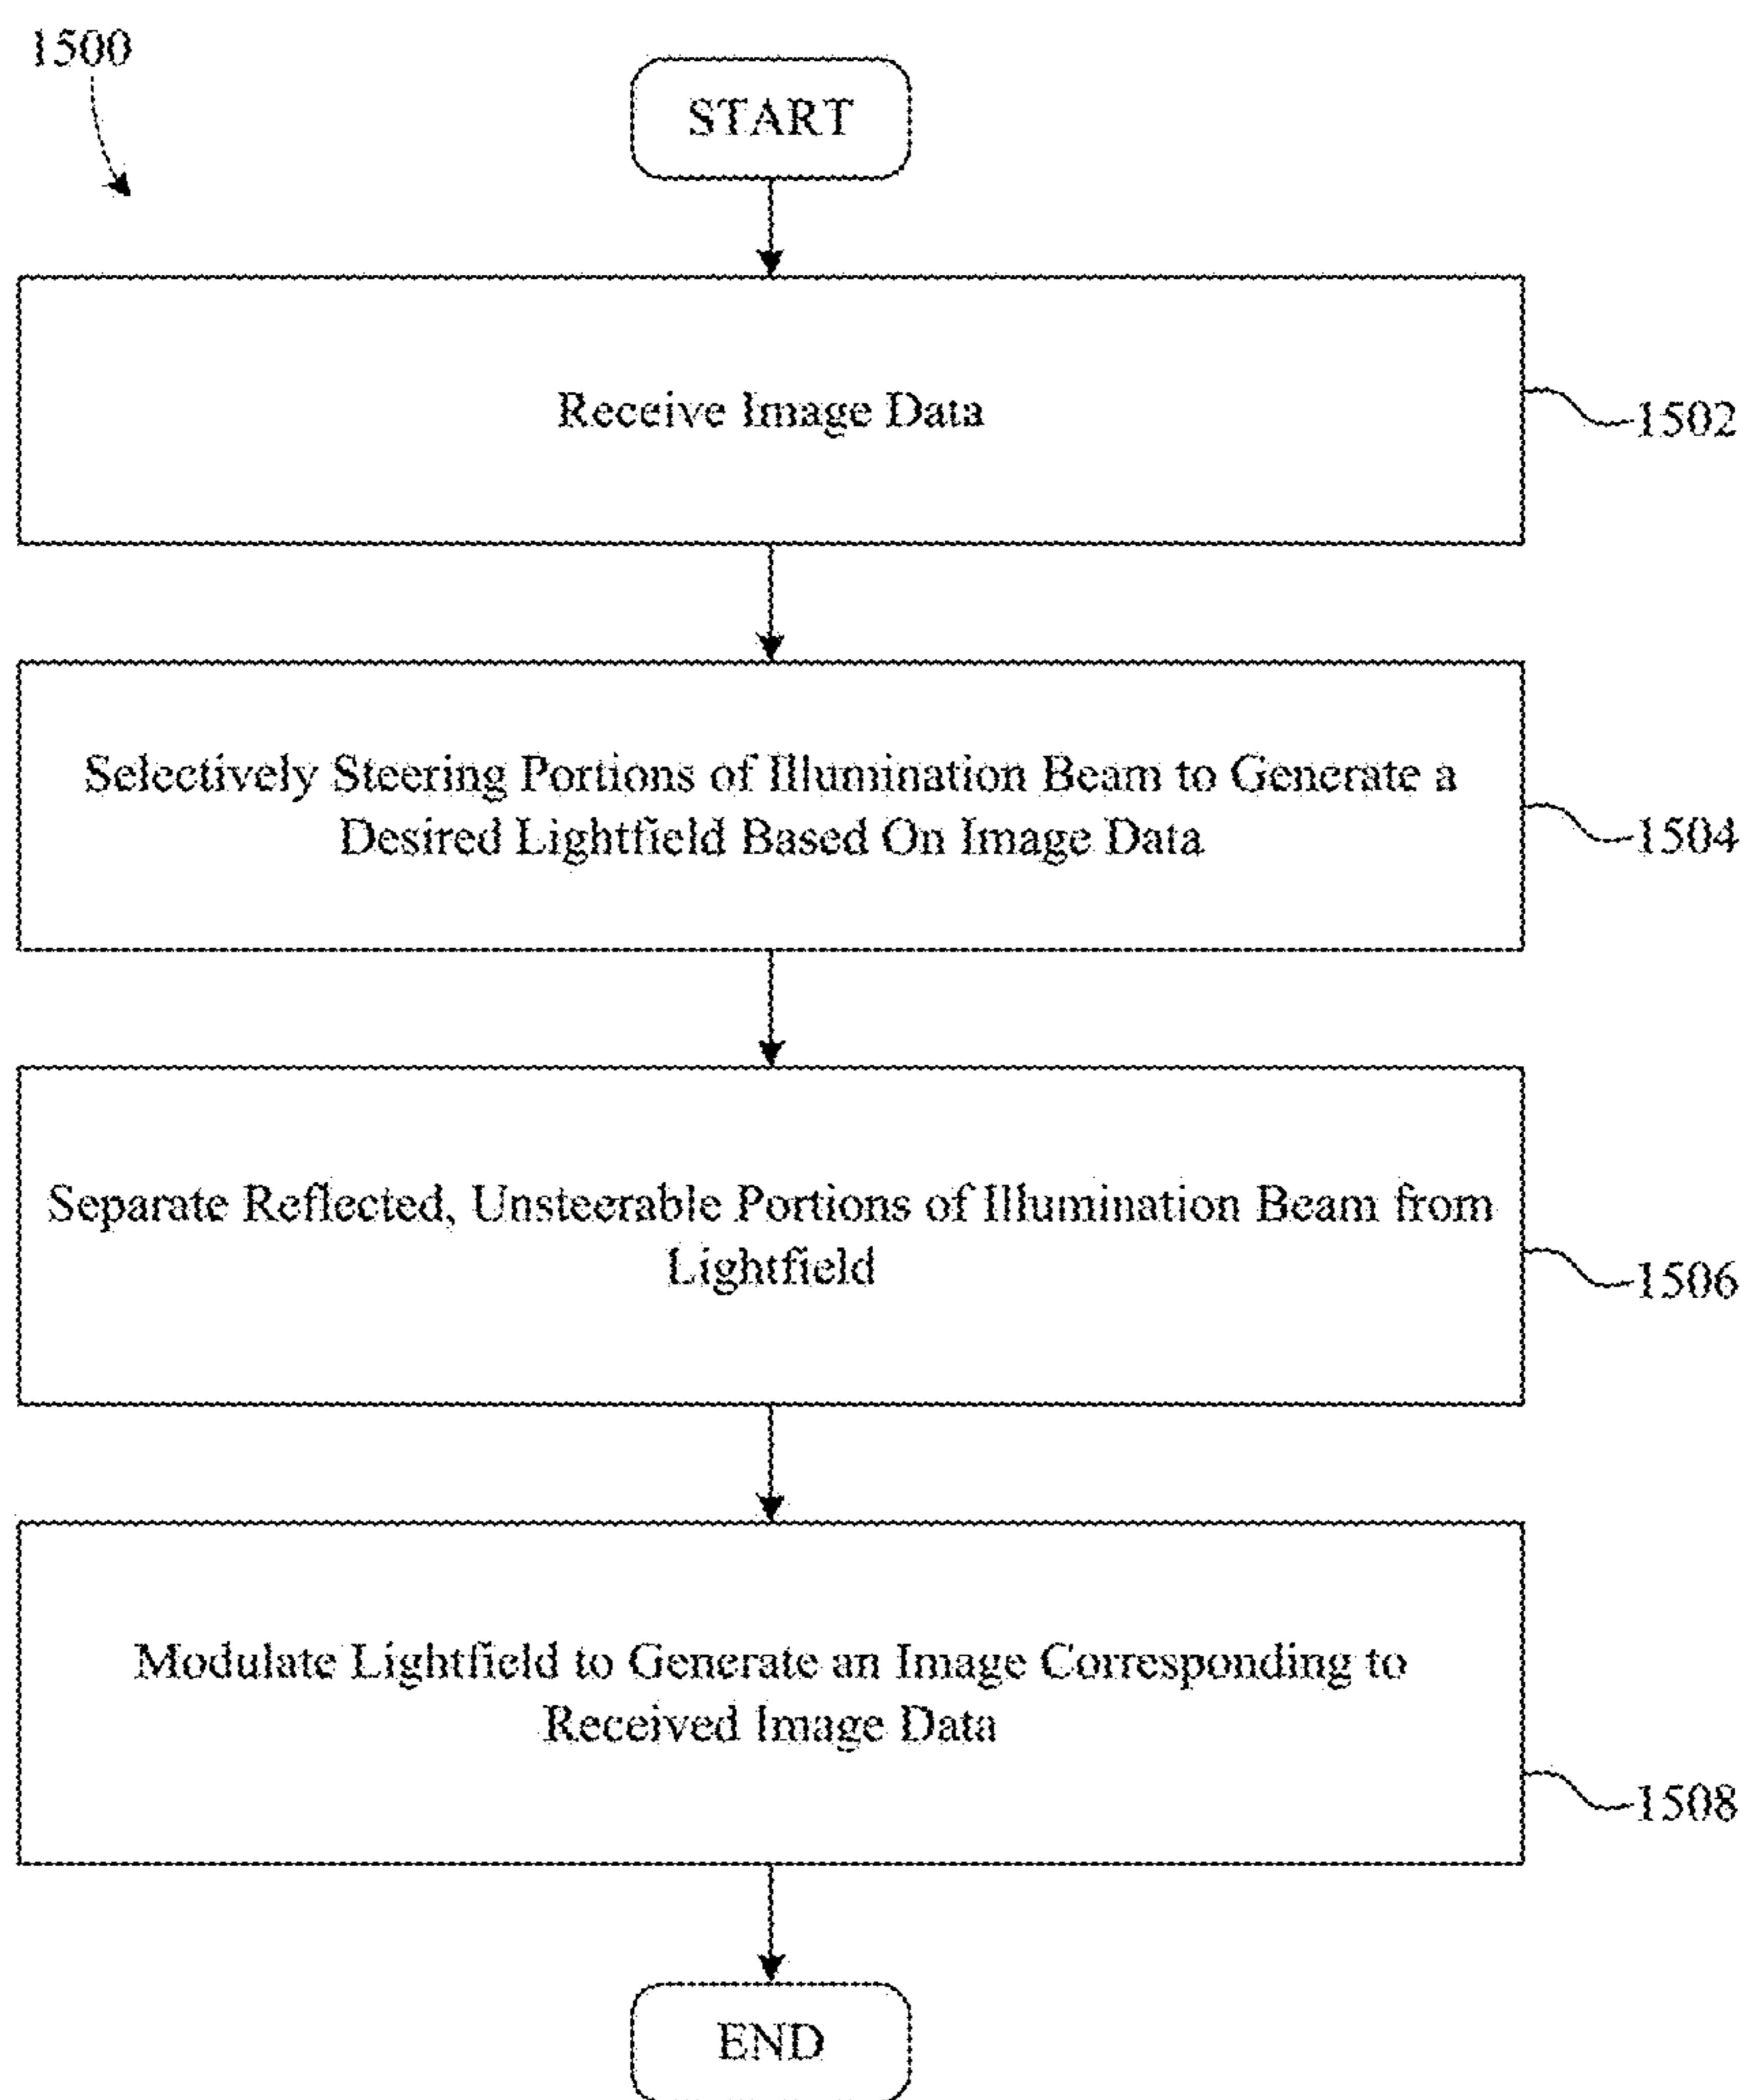 1500
START
Receive Image Data
1502
Selectively Steering Portions of Illumination Beam to Generate a
Desired Lightfield Based On Image Data
1504
Separate Reflected, Unsteerable Portions of Illumination Beam from
Lightfield
1506
Modulate Lightfield to Generate an Image Corresponding to
Received Image Data
1508
END